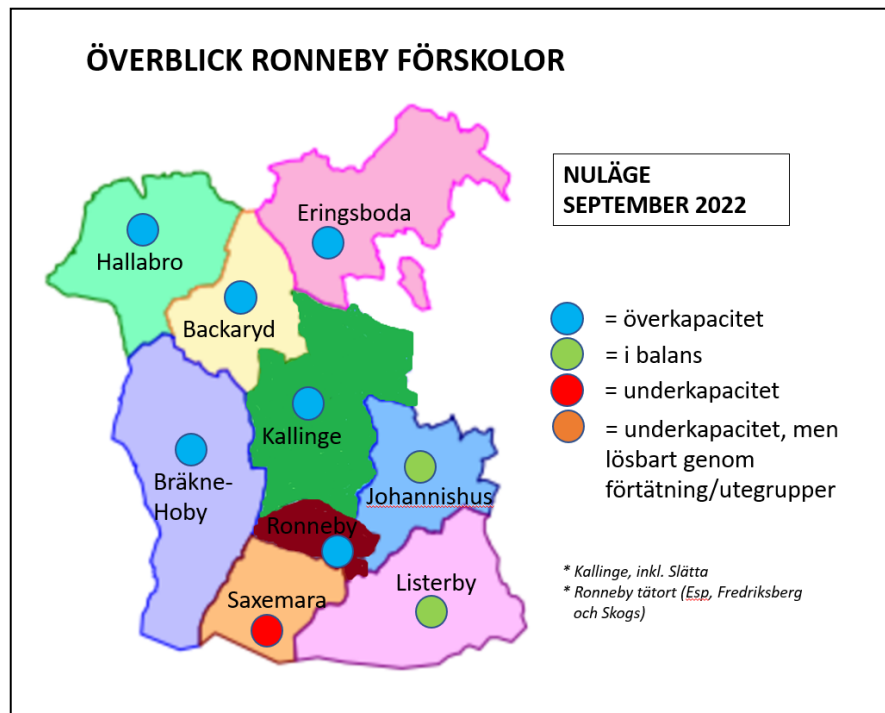 ÖVERBLICK RONNEBY FÖRSKOLOR
NULÄGE
SEPTEMBER 2022
Eringsboda
Hallabro
Backaryd
Kallinge
Bräkne-
Hoby
Johannishus
Ronneby
Saxemara
Listerby
= överkapacitet
= i balans
= underkapacitet
= underkapacitet, men
lösbart genom
förtätning/utegrupper
* Kallinge, inkl. Slätta
* Ronneby tätort (Esp, Fredriksberg
och Skogs)